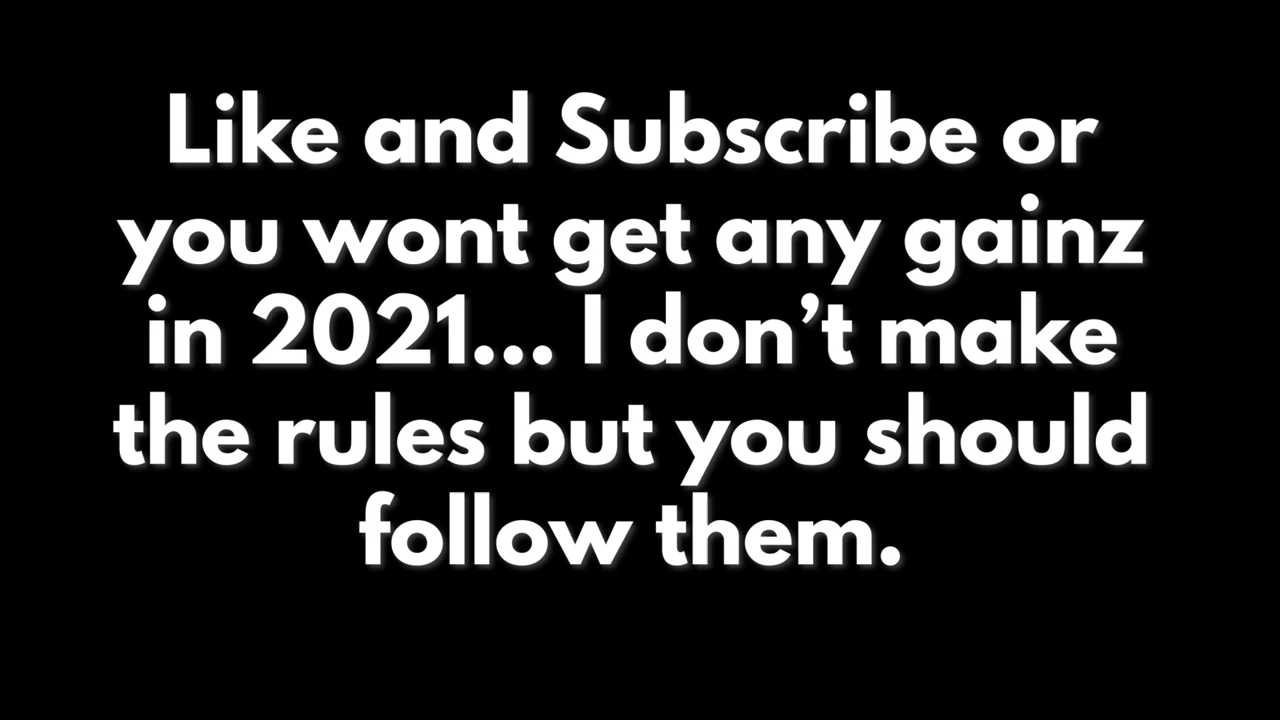 Like and Subscribe or
you wont get any gainz
in 2021... I don’t make
the rules but you should
follow them.